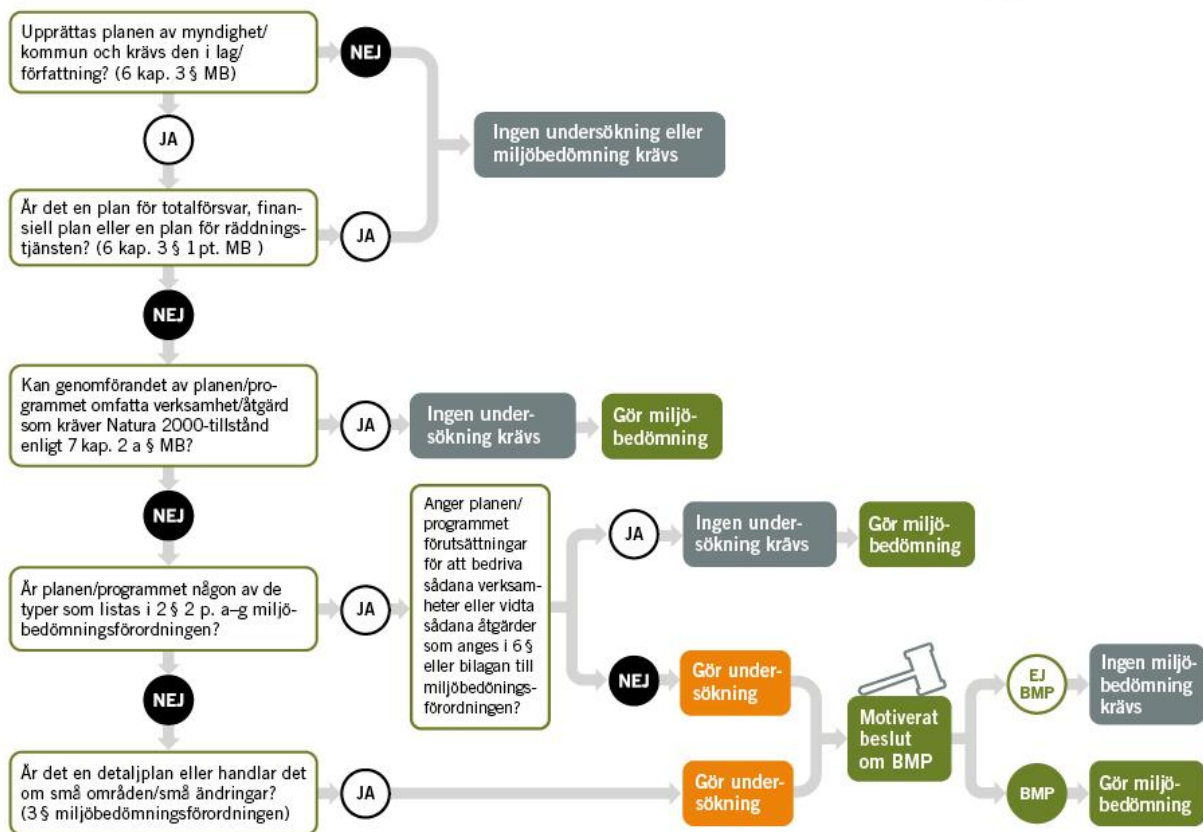 Upprättas planen av myndighet/
kommun och krävs den i lag/
författning? (6 kap. 3 § MB)
NEJ
JA
Ingen undersökning eller
miljöbedömning krävs
Är det en plan för totalförsvar, finan-
siell plan eller en plan för räddnings-
tjänsten? (6 kap. 3 § 1 pt. MB )
JA
NEJ
Kan genomförandet av planen/pro-
grammet omfatta verksamhet/åtgärd
som kräver Natura 2000-tillstånd
enligt 7 kap. 2 a § MB?
JA
Ingen under-
sökning krävs
Gör miljö-
bedömning
NEJ
Är planen/programmet någon av de
typer som listas i 2 § 2 p. a–g miljö-
bedömningsförordningen?
JA
Anger planen/
programmet
förutsättningar
för att bedriva
sådana verksam-
heter eller vidta
sådana åtgärder
som anges i 6 §
eller bilagan till
miljöbedönings-
förordningen?
JA
Ingen under-
sökning krävs
Gör miljö-
bedömning
NEJ
Gör under-
sökning
Motiverat
beslut
om BMP
EJ
BMP
Ingen miljö-
bedömning
krävs
BMP
Gör miljö-
bedömning
NEJ
Är det en detaljplan eller handlar det
om små områden/små ändringar?
(3 § miljöbedömningsförordningen)
JA
Gör under-
sökning